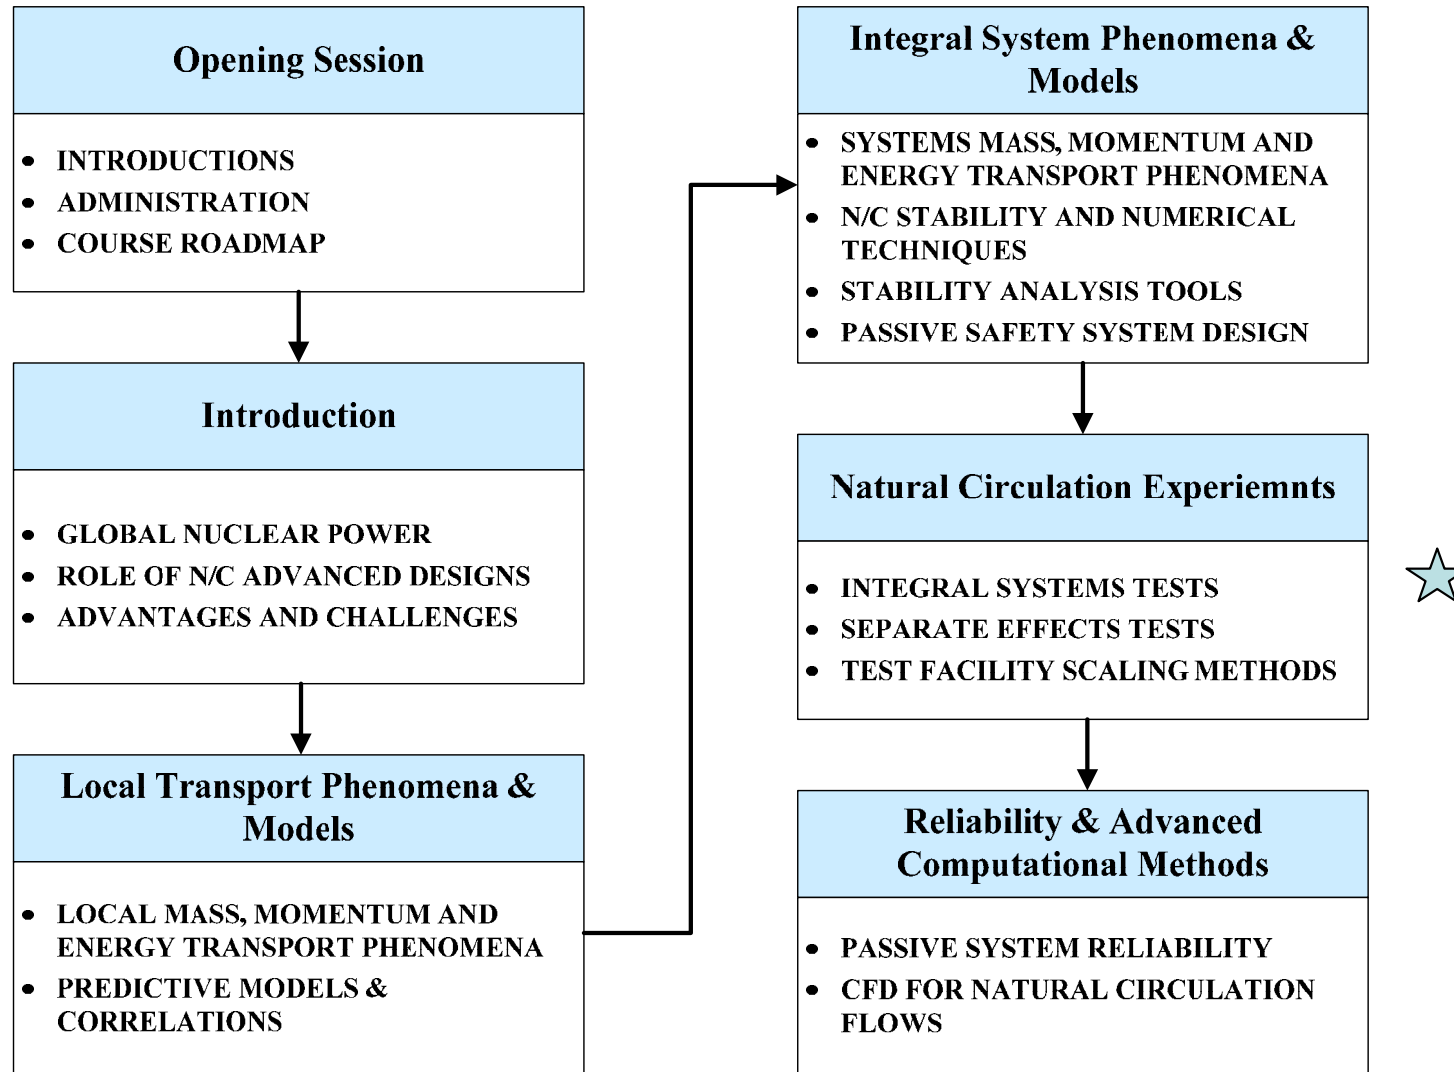 Opening Session
• INTRODUCTIONS
• ADMINISTRATION
• COURSE ROADMAP
Introduction
• GLOBAL NUCLEAR POWER
• ROLE OF N/C ADVANCED DESIGNS
• ADVANTAGES AND CHALLENGES
Local Transport Phenomena &
Models
• LOCAL MASS, MOMENTUM AND
ENERGY TRANSPORT PHENOMENA
• PREDICTIVE MODELS &
CORRELATIONS
Integral System Phenomena &
Models
• SYSTEMS MASS, MOMENTUM AND
ENERGY TRANSPORT PHENOMENA
• N/C STABILITY AND NUMERICAL
TECHNIQUES
• STABILITY ANALYSIS TOOLS
• PASSIVE SAFETY SYSTEM DESIGN
Natural Circulation Experiemnts
• INTEGRAL SYSTEMS TESTS
• SEPARATE EFFECTS TESTS
• TEST FACILITY SCALING METHODS
Reliability & Advanced
Computational Methods
• PASSIVE SYSTEM RELIABILITY
• CFD FOR NATURAL CIRCULATION
FLOWS